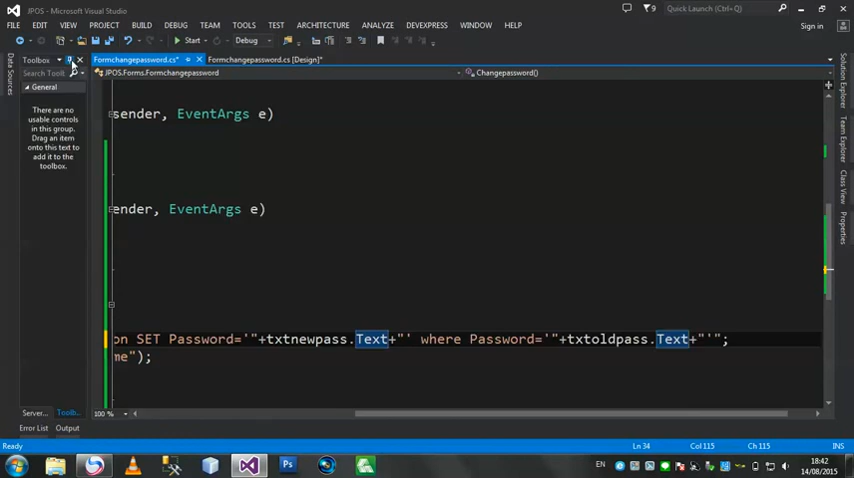 JPOS - Microsoft Visual Studio
9
Quick Launch (Ctrl+Q)
FILE EDIT VIEW PROJECT BUILD DEBUG TEAM TEST ARCHITECTURE ANALYZE DEVEXPRESS WINDOW HELP
Sign in
Start
Debug
Toolbox
Formchangepassword.cs*
Formchangepassword.cs [Design]*
Search Toolb
JPOS.Forms.Formchangepassword
Changepassword()
General
There are no
usable controls
in this group.
Drag an item
onto this text to
add it to the
toolbox.
Data Sources
Solution Explorer
Team Explorer
Class View
Properties
sender, EventArgs e)
ender, EventArgs e)
on SET Password='"+txtnewpass.Text+"' where Password='"+txtoldpass.Text+"'";
me");
100 %
Server...
Toolb...
Error List
Output
Ready
Ln 34
Col 115
Ch 115
INS
Ps
EN
18:42
14/08/2015